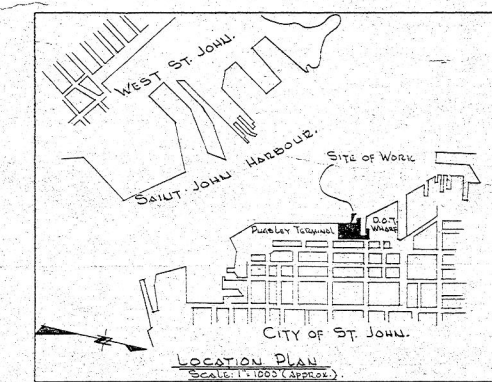 WEST ST. JOHN.
SAINT JOHN HARBOUR.
SITE OF WORK
PUGSLEY TERMINAL
D.O.T. WHARF
CITY OF ST. JOHN.
LOCATION PLAN
SCALE: 1"=1000' (APPROX.).